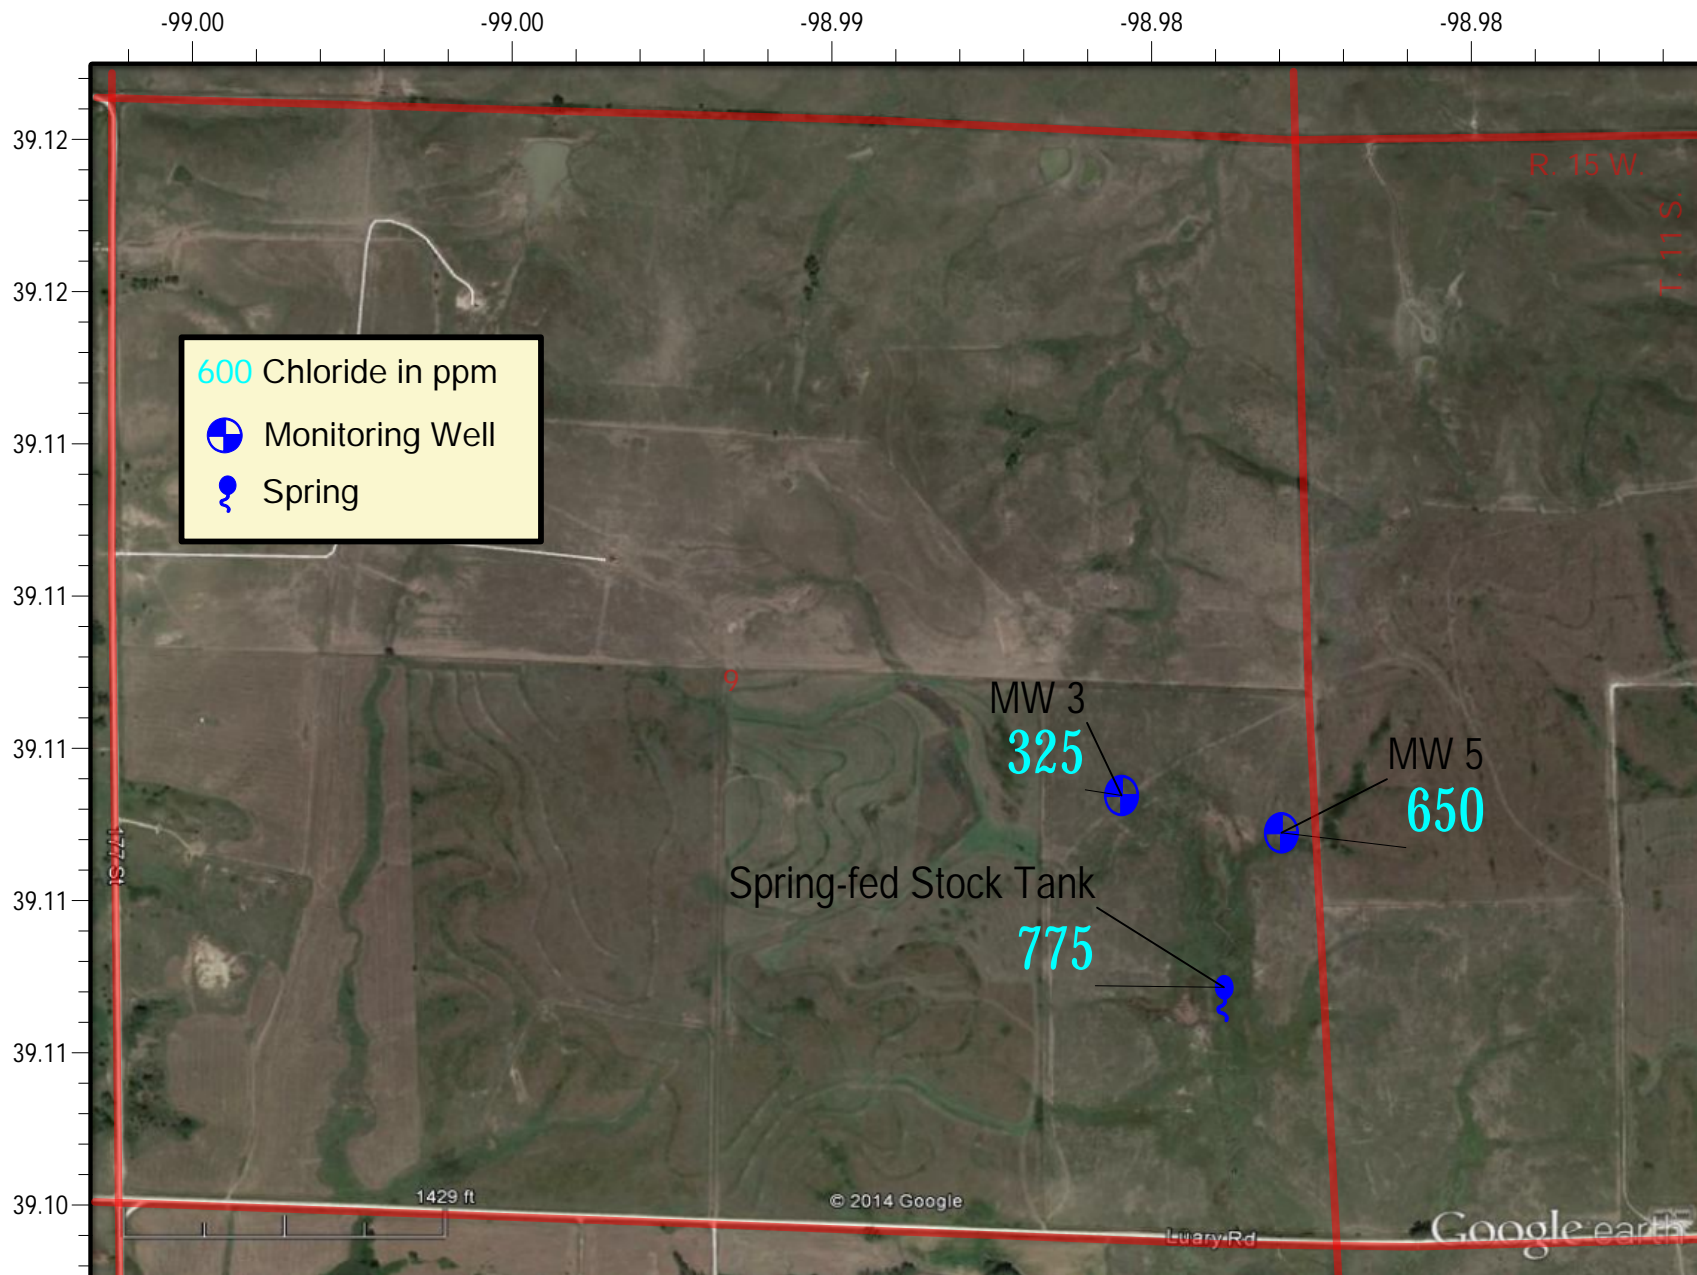 -99.00 -99.00 -98.99 -98.98 -98.98
39.12
R. 15 W.
T. 11 S.
39.12
600 Chloride in ppm
Monitoring Well
Spring
39.11
39.11
9
MW 3
325
39.11
MW 5
650
177 St
Spring-fed Stock Tank
39.11
775
39.11
39.10
1429 ft
© 2014 Google
Luary Rd
Google earth